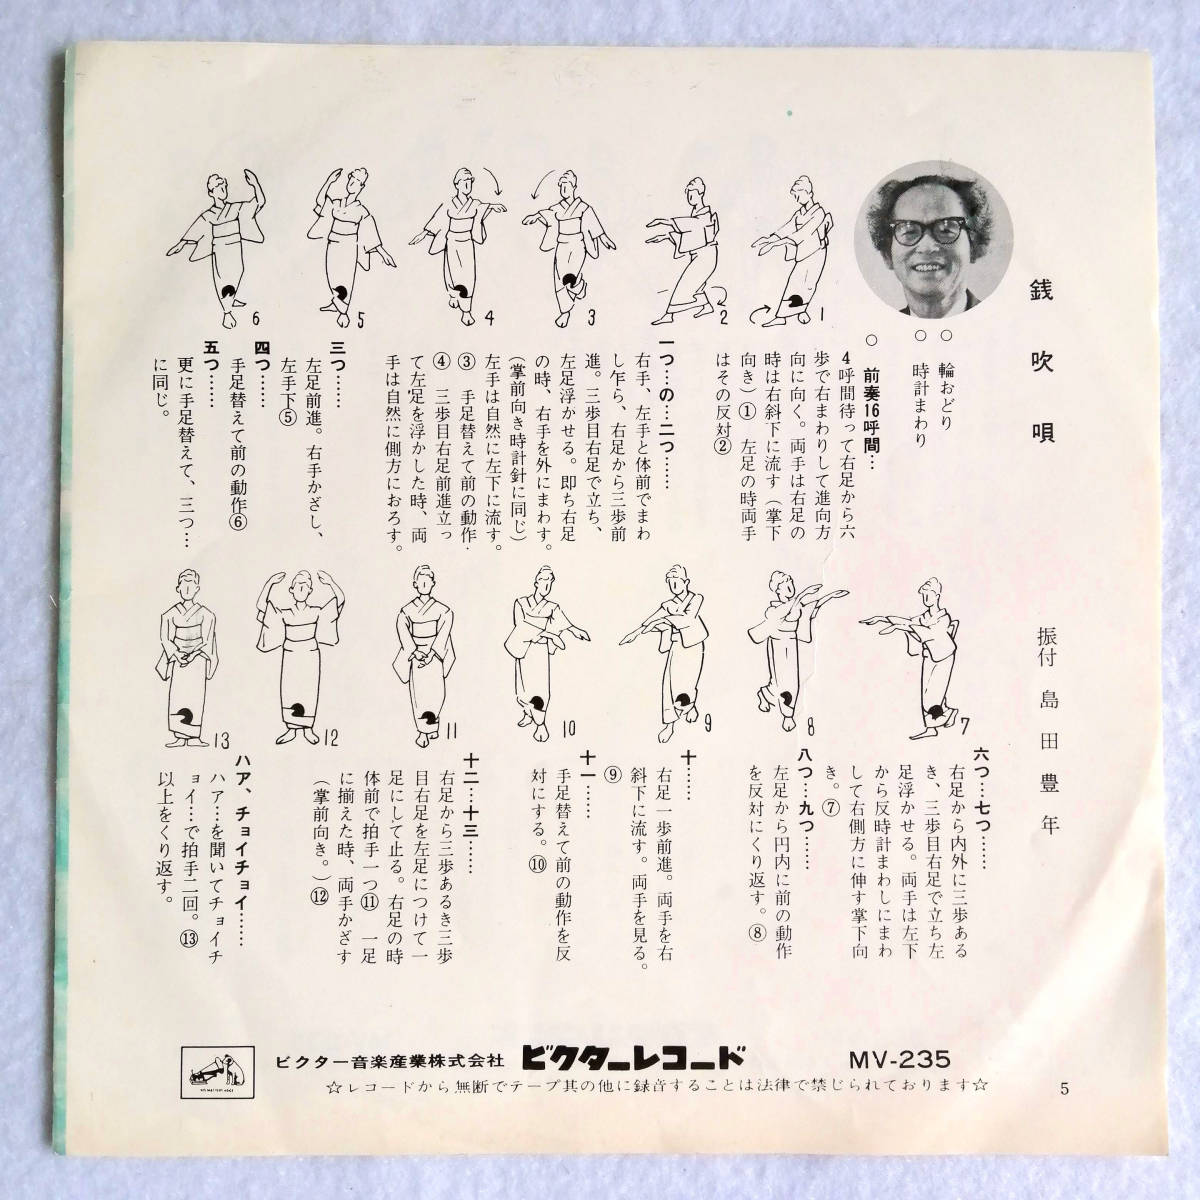 銭吹唄
振付 島田豊年
○ 輪おどり
○ 時計まわり
○ 前奏16呼間…
4呼間待って右足から六
歩で右まわりして進向方
向に向く。両手は右足の
時は右斜下に流す(掌下
向き)① 左足の時両手
はその反対②
一つ…の…二つ……
右手、左手と体前でまわ
し乍ら、右足から三歩前
進。三歩目右足で立ち、
左足浮かせる。即ち右足
の時、右手を外にまわす。
(掌前向き時計針に同じ)
左手は自然に左下に流す。
③ 手足替えて前の動作・
④ 三歩目右足前進立っ
て左足を浮かした時、両
手は自然に側方におろす。
三つ……
左足前進。右手かざし、
左手下⑤
四つ……
手足替えて前の動作⑥
五つ……
更に手足替えて、三つ…
に同じ。
1
2
3
4
5
6
六つ…七つ……
右足から内外に三歩ある
き、三歩目右足で立ち左
足浮かせる。両手は左下
から反時計まわしにまわ
して右側方に伸す掌下向
き。⑦
八つ…九つ……
左足から円内に前の動作
を反対にくり返す。⑧
十……
右足一歩前進。両手を右
斜下に流す。両手を見る。
⑨
十一……
手足替えて前の動作を反
対にする。⑩
十二…十三……
右足から三歩あるき三歩
目右足を左足につけて一
足にして止る。右足の時
体前で拍手一つ⑪ 一足
に揃えた時、両手かざす
(掌前向き。)⑫
ハア、チョイチョイ……
ハア…を聞いてチョイチ
ョイ…で拍手二回。⑬
以上をくり返す。
7
8
9
10
11
12
13
HIS MASTER'S VOICE
ビクター音楽産業株式会社 ビクターレコード MV-235
☆レコードから無断でテープ其の他に録音することは法律で禁じられております☆
5